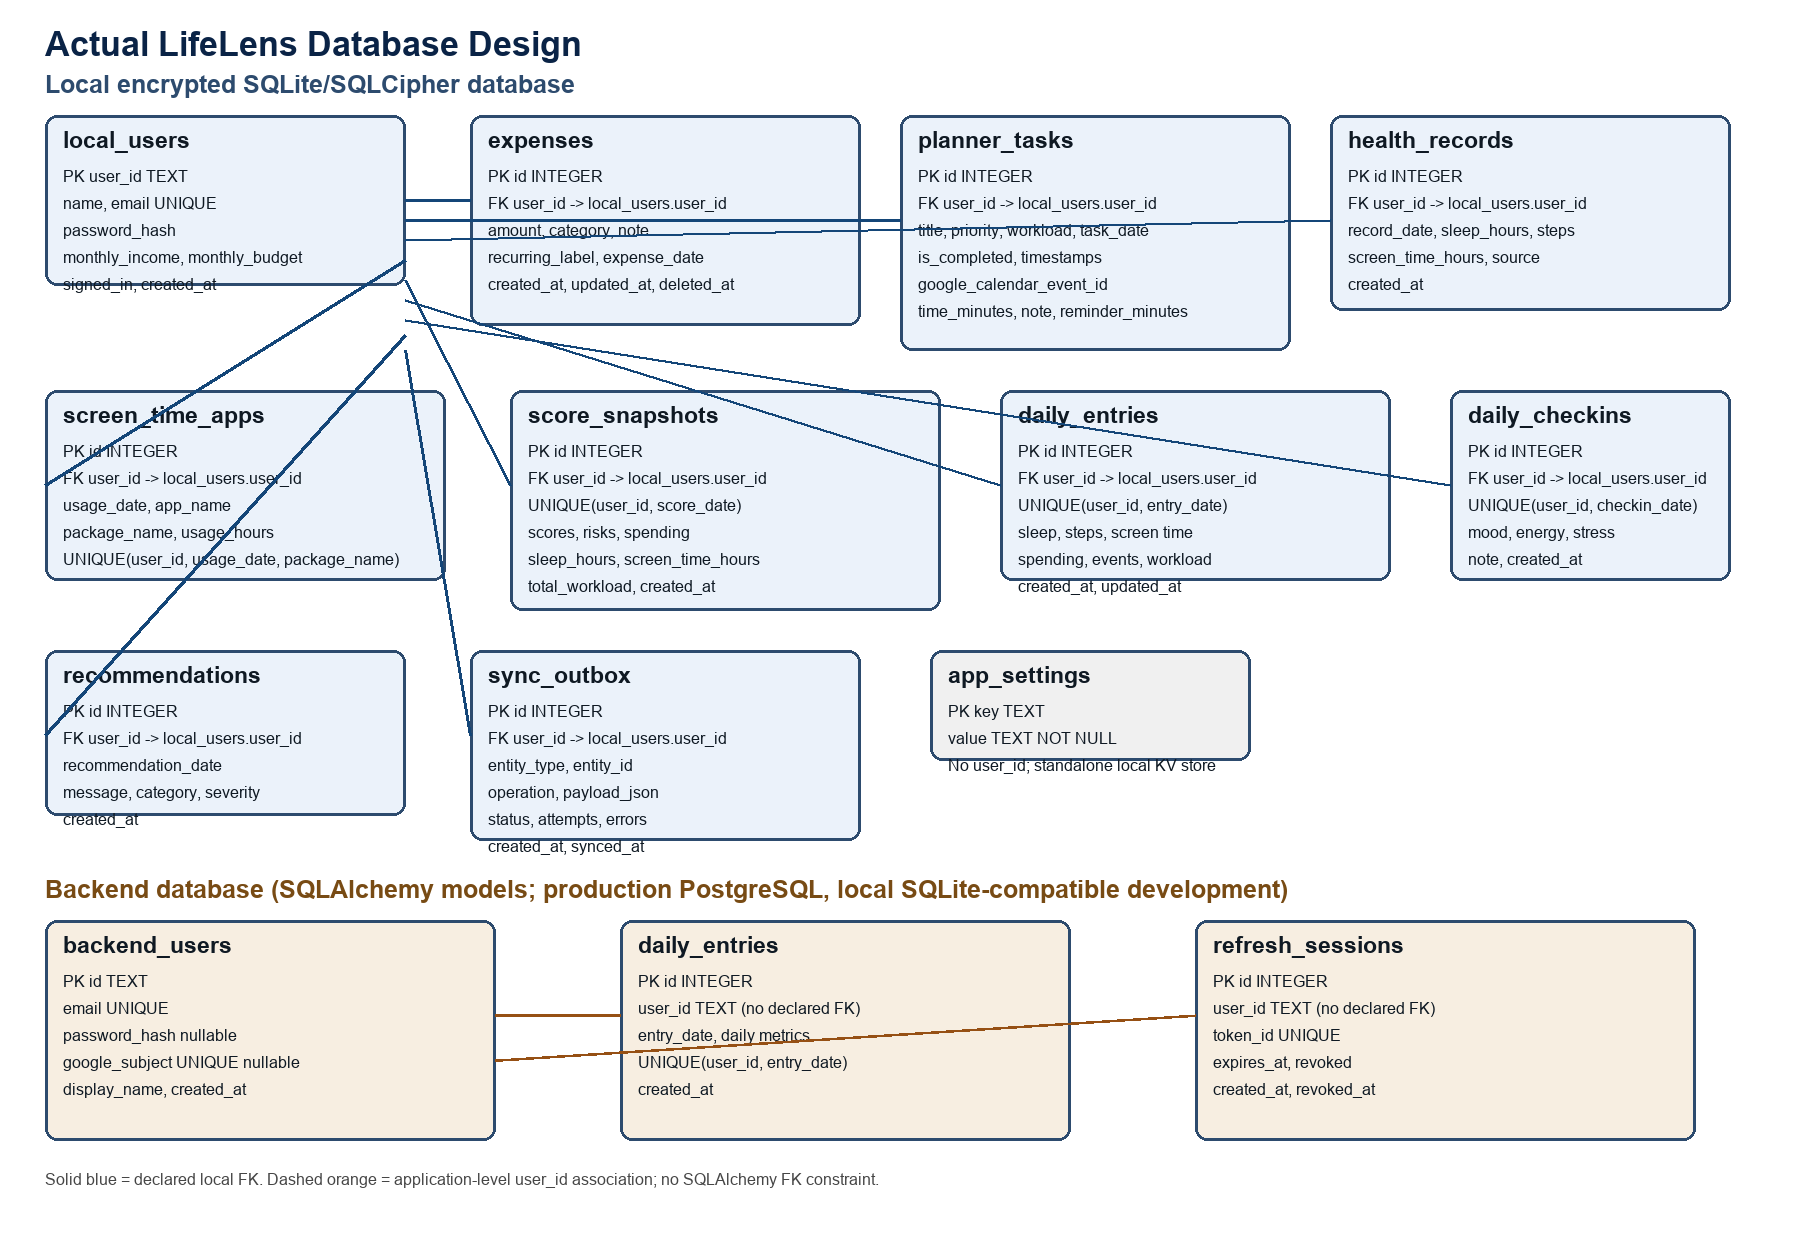 Actual LifeLens Database Design
Local encrypted SQLite/SQLCipher database
local_users
PK user_id TEXT
name, email UNIQUE
password_hash
monthly_income, monthly_budget
signed_in, created_at
expenses
PK id INTEGER
FK user_id -> local_users.user_id
amount, category, note
recurring_label, expense_date
created_at, updated_at, deleted_at
planner_tasks
PK id INTEGER
FK user_id -> local_users.user_id
title, priority, workload, task_date
is_completed, timestamps
google_calendar_event_id
time_minutes, note, reminder_minutes
health_records
PK id INTEGER
FK user_id -> local_users.user_id
record_date, sleep_hours, steps
screen_time_hours, source
created_at
screen_time_apps
PK id INTEGER
FK user_id -> local_users.user_id
usage_date, app_name
package_name, usage_hours
UNIQUE(user_id, usage_date, package_name)
score_snapshots
PK id INTEGER
FK user_id -> local_users.user_id
UNIQUE(user_id, score_date)
scores, risks, spending
sleep_hours, screen_time_hours
total_workload, created_at
daily_entries
PK id INTEGER
FK user_id -> local_users.user_id
UNIQUE(user_id, entry_date)
sleep, steps, screen time
spending, events, workload
created_at, updated_at
daily_checkins
PK id INTEGER
FK user_id -> local_users.user_id
UNIQUE(user_id, checkin_date)
mood, energy, stress
note, created_at
recommendations
PK id INTEGER
FK user_id -> local_users.user_id
recommendation_date
message, category, severity
created_at
sync_outbox
PK id INTEGER
FK user_id -> local_users.user_id
entity_type, entity_id
operation, payload_json
status, attempts, errors
created_at, synced_at
app_settings
PK key TEXT
value TEXT NOT NULL
No user_id; standalone local KV store
Backend database (SQLAlchemy models; production PostgreSQL, local SQLite-compatible development)
backend_users
PK id TEXT
email UNIQUE
password_hash nullable
google_subject UNIQUE nullable
display_name, created_at
daily_entries
PK id INTEGER
user_id TEXT (no declared FK)
entry_date, daily metrics
UNIQUE(user_id, entry_date)
created_at
refresh_sessions
PK id INTEGER
user_id TEXT (no declared FK)
token_id UNIQUE
expires_at, revoked
created_at, revoked_at
Solid blue = declared local FK. Dashed orange = application-level user_id association; no SQLAlchemy FK constraint.